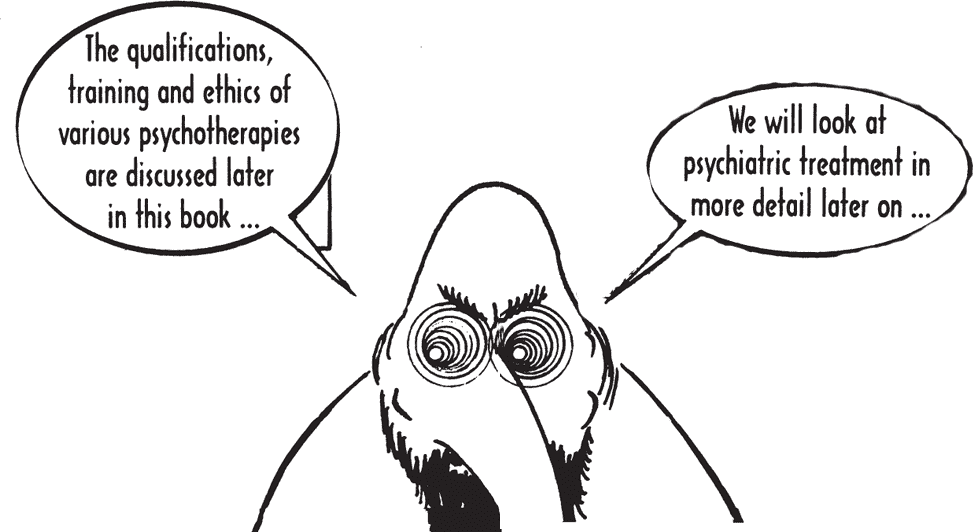 The qualifications,
training and ethics of
various psychotherapies
are discussed later
in this book ...
We will look at
psychiatric treatment in
more detail later on ...